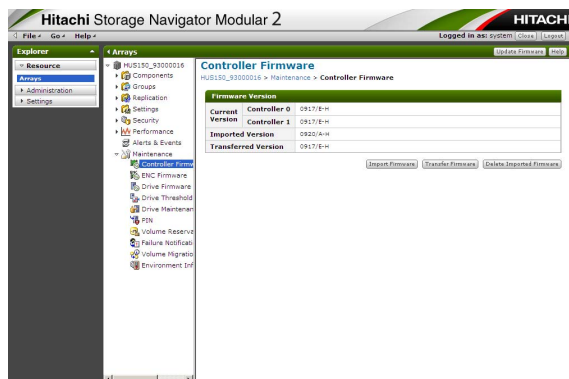 Hitachi Storage Navigator Modular 2
HITACHI
File Go Help
Logged in as: system Close Logout
Explorer
Arrays
Update Firmware Help
Resource
Arrays
Administration
Settings
HUS150_93000016
Components
Groups
Replication
Settings
Security
Performance
Alerts & Events
Maintenance
Controller Firmw
ENC Firmware
Drive Firmware
Drive Threshold
Drive Maintenan
PIN
Volume Reserva
Failure Notificati
Volume Migratio
Environment Inf
Controller Firmware
HUS150_93000016 > Maintenance > Controller Firmware
Firmware Version
Current Version
Controller 0 0917/E-H
Controller 1 0917/E-H
Imported Version 0920/A-H
Transferred Version 0917/E-H
Import Firmware Transfer Firmware Delete Imported Firmware